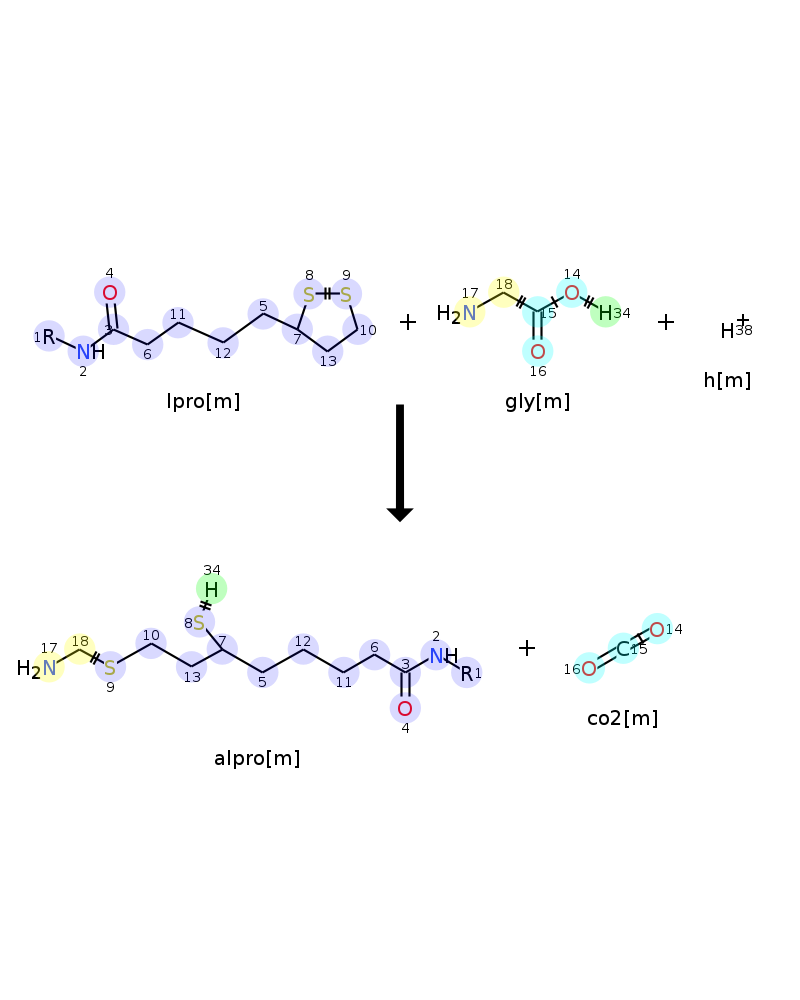 4 8 9 17 18 14
O S S O
11 5 H₂N 15 H34 + + H38 +
1R 3 7 10
NH 6 12 13 O
2 16
lpro[m] gly[m] h[m]
34
H
8S 10 7 12 6 2 O14
17 18 NH + C15
H₂N S 13 5 11 3 R1 16O
9 O
4
co2[m]
alpro[m]